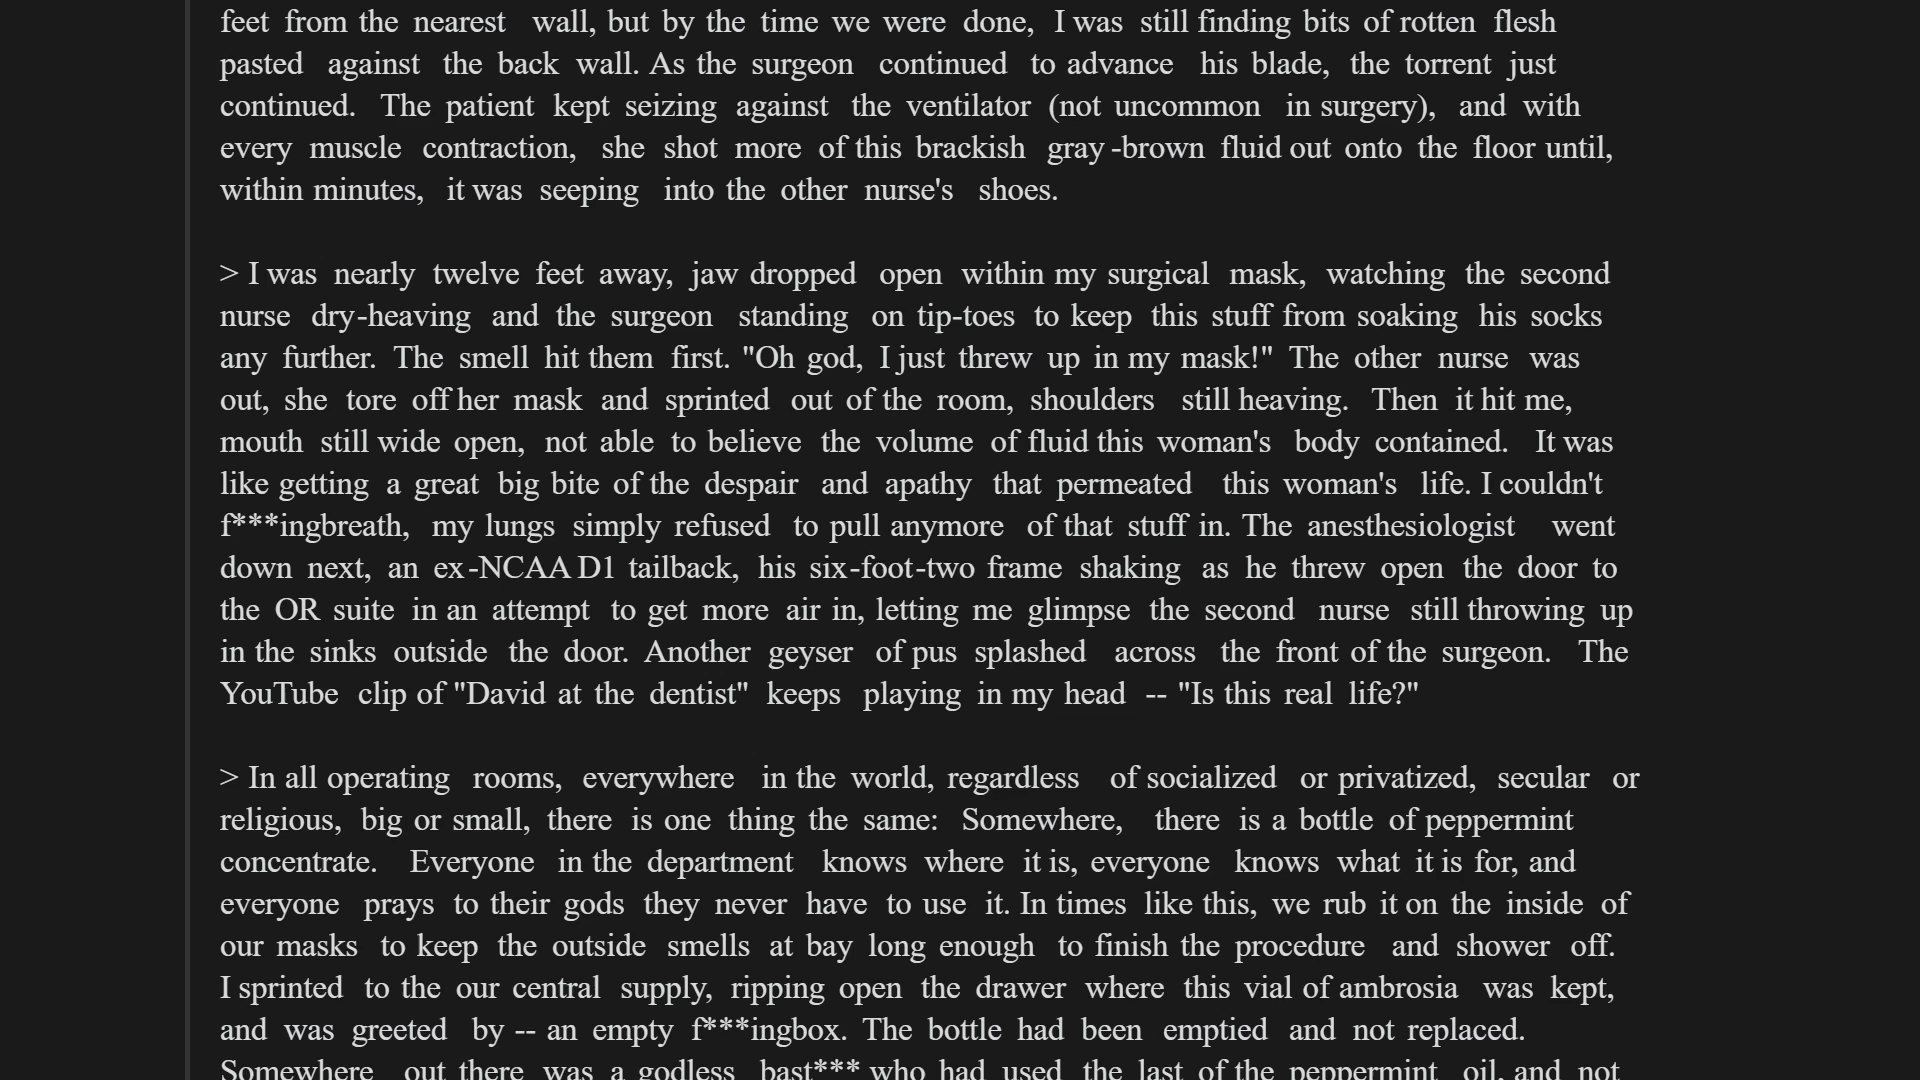 feet from the nearest wall, but by the time we were done, I was still finding bits of rotten flesh
pasted against the back wall. As the surgeon continued to advance his blade, the torrent just
continued. The patient kept seizing against the ventilator (not uncommon in surgery), and with
every muscle contraction, she shot more of this brackish gray-brown fluid out onto the floor until,
within minutes, it was seeping into the other nurse's shoes.
> I was nearly twelve feet away, jaw dropped open within my surgical mask, watching the second
nurse dry-heaving and the surgeon standing on tip-toes to keep this stuff from soaking his socks
any further. The smell hit them first. "Oh god, I just threw up in my mask!" The other nurse was
out, she tore off her mask and sprinted out of the room, shoulders still heaving. Then it hit me,
mouth still wide open, not able to believe the volume of fluid this woman's body contained. It was
like getting a great big bite of the despair and apathy that permeated this woman's life. I couldn't
f***ingbreath, my lungs simply refused to pull anymore of that stuff in. The anesthesiologist went
down next, an ex-NCAA D1 tailback, his six-foot-two frame shaking as he threw open the door to
the OR suite in an attempt to get more air in, letting me glimpse the second nurse still throwing up
in the sinks outside the door. Another geyser of pus splashed across the front of the surgeon. The
YouTube clip of "David at the dentist" keeps playing in my head -- "Is this real life?"
> In all operating rooms, everywhere in the world, regardless of socialized or privatized, secular or
religious, big or small, there is one thing the same: Somewhere, there is a bottle of peppermint
concentrate. Everyone in the department knows where it is, everyone knows what it is for, and
everyone prays to their gods they never have to use it. In times like this, we rub it on the inside of
our masks to keep the outside smells at bay long enough to finish the procedure and shower off.
I sprinted to the our central supply, ripping open the drawer where this vial of ambrosia was kept,
and was greeted by -- an empty f***ingbox. The bottle had been emptied and not replaced.
Somewhere out there was a godless bast*** who had used the last of the peppermint oil, and not